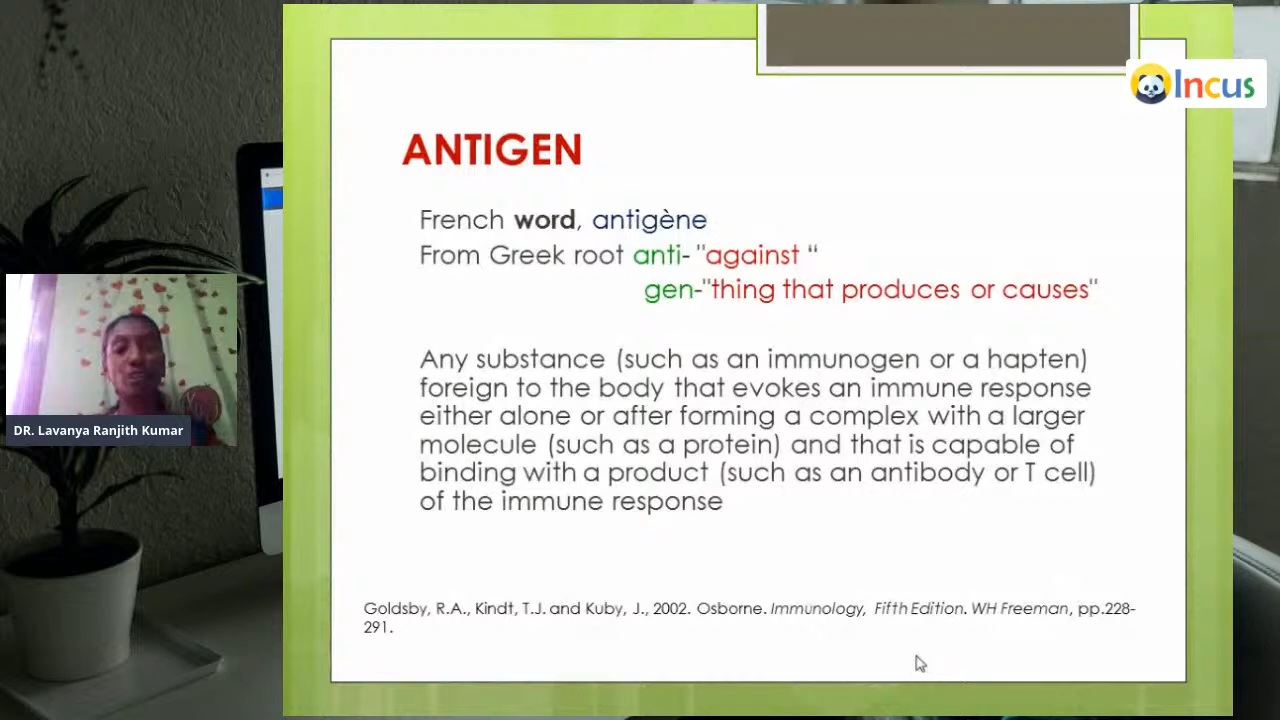 Incus
ANTIGEN
French word, antigène
From Greek root anti- "against “
gen-"thing that produces or causes"
Any substance (such as an immunogen or a hapten)
foreign to the body that evokes an immune response
either alone or after forming a complex with a larger
molecule (such as a protein) and that is capable of
binding with a product (such as an antibody or T cell)
of the immune response
DR. Lavanya Ranjith Kumar
Goldsby, R.A., Kindt, T.J. and Kuby, J., 2002. Osborne. Immunology, Fifth Edition. WH Freeman, pp.228-
291.